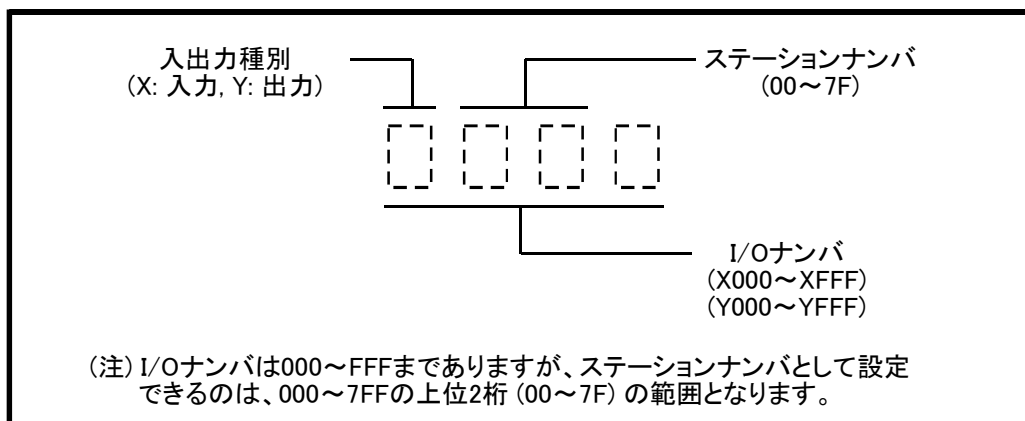 入出力種別
(X: 入力, Y: 出力)
ステーションナンバ
(00～7F)
I/Oナンバ
(X000～XFFF)
(Y000～YFFF)
(注) I/Oナンバは000～FFFまでありますが、ステーションナンバとして設定
できるのは、000～7FFの上位2桁 (00～7F) の範囲となります。